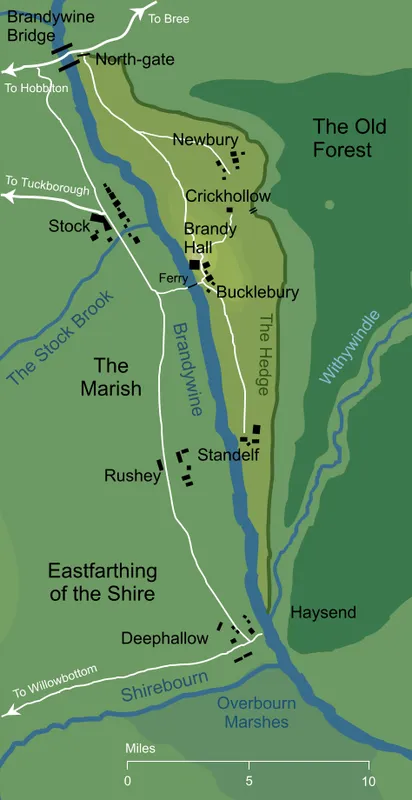 Brandywine
Bridge
To Bree
North-gate
To Hobbiton
Newbury
The Old
Forest
To Tuckborough
Crickhollow
Stock
Brandy
Hall
Ferry
Bucklebury
The Stock Brook
Brandywine
The Hedge
Withywindle
The
Marish
Standelf
Rushey
Eastfarthing
of the Shire
Haysend
Deephallow
To Willowbottom
Shirebourn
Overbourn
Marshes
Miles
0 5 10